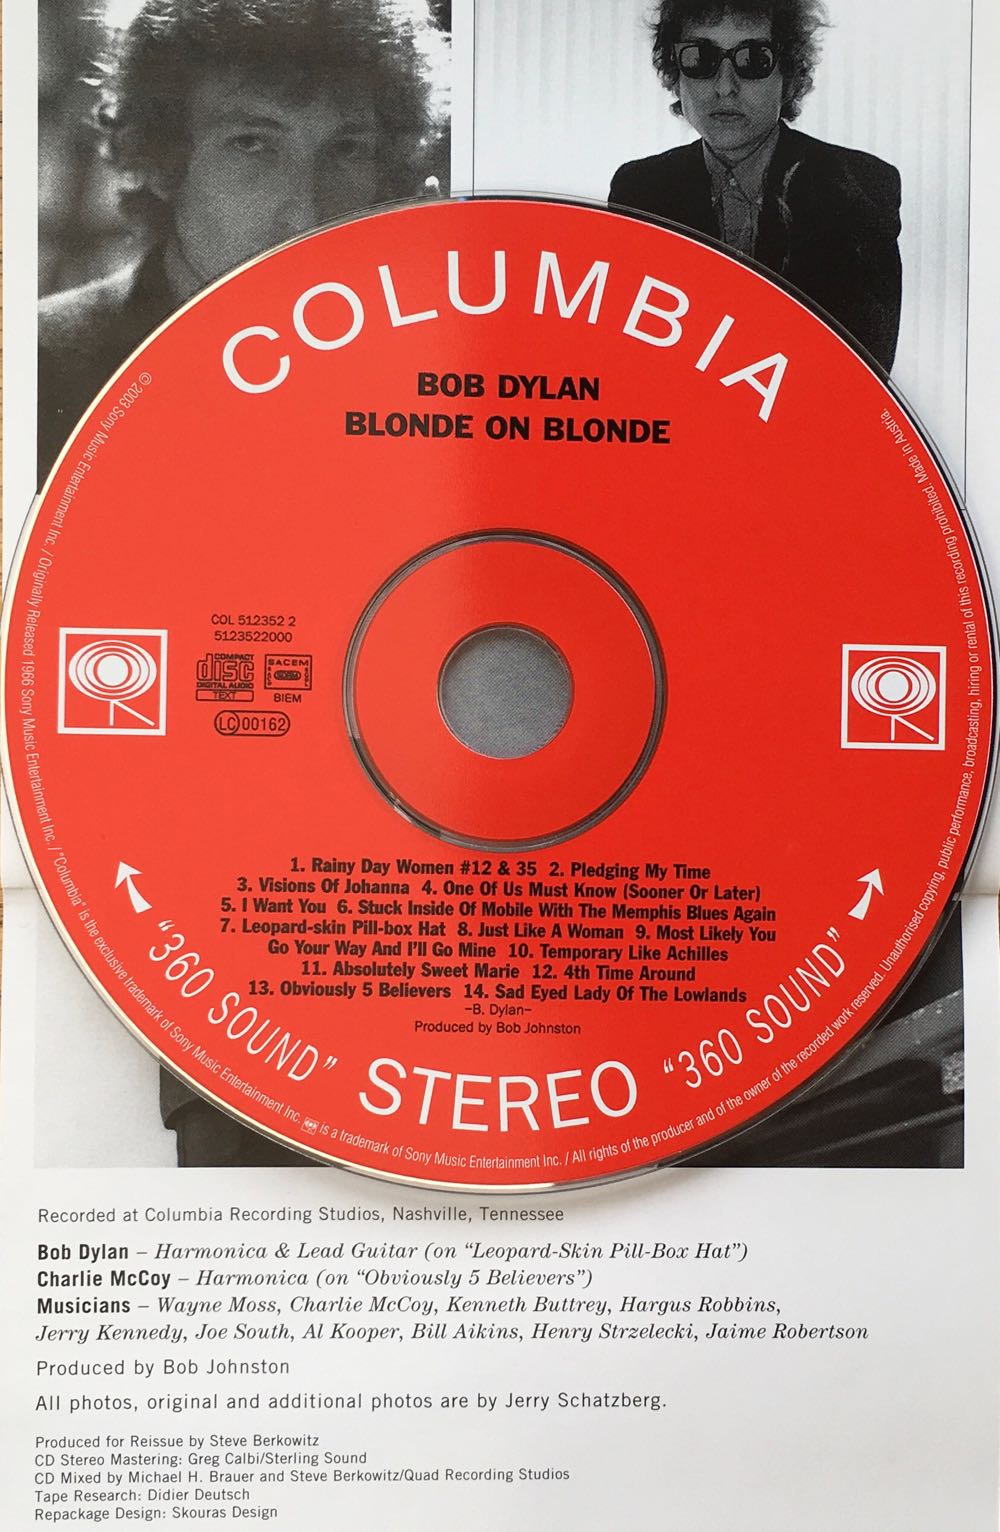 COLUMBIA
BOB DYLAN
BLONDE ON BLONDE
© 2003 Sony Music Entertainment Inc. / Originally Released 1966 Sony Music Entertainment Inc. / "Columbia" is the exclusive trademark of Sony Music Entertainment Inc. is a trademark of Sony Music Entertainment Inc. / All rights of the producer and of the owner of the recorded work reserved. Unauthorised copying, public performance, broadcasting, hiring or rental of this recording prohibited. Made in Austria.
COL 512352 2
5123522000
COMPACT
disc
DIGITAL AUDIO
TEXT
SACEM
BIEM
LC 00162
1. Rainy Day Women #12 & 35 2. Pledging My Time
3. Visions Of Johanna 4. One Of Us Must Know (Sooner Or Later)
5. I Want You 6. Stuck Inside Of Mobile With The Memphis Blues Again
7. Leopard-skin Pill-box Hat 8. Just Like A Woman 9. Most Likely You
Go Your Way And I'll Go Mine 10. Temporary Like Achilles
11. Absolutely Sweet Marie 12. 4th Time Around
13. Obviously 5 Believers 14. Sad Eyed Lady Of The Lowlands
–B. Dylan–
Produced by Bob Johnston
"360 SOUND" STEREO "360 SOUND"
Recorded at Columbia Recording Studios, Nashville, Tennessee
Bob Dylan – Harmonica & Lead Guitar (on "Leopard-Skin Pill-Box Hat")
Charlie McCoy – Harmonica (on "Obviously 5 Believers")
Musicians – Wayne Moss, Charlie McCoy, Kenneth Buttrey, Hargus Robbins,
Jerry Kennedy, Joe South, Al Kooper, Bill Aikins, Henry Strzelecki, Jaime Robertson
Produced by Bob Johnston
All photos, original and additional photos are by Jerry Schatzberg.
Produced for Reissue by Steve Berkowitz
CD Stereo Mastering: Greg Calbi/Sterling Sound
CD Mixed by Michael H. Brauer and Steve Berkowitz/Quad Recording Studios
Tape Research: Didier Deutsch
Repackage Design: Skouras Design